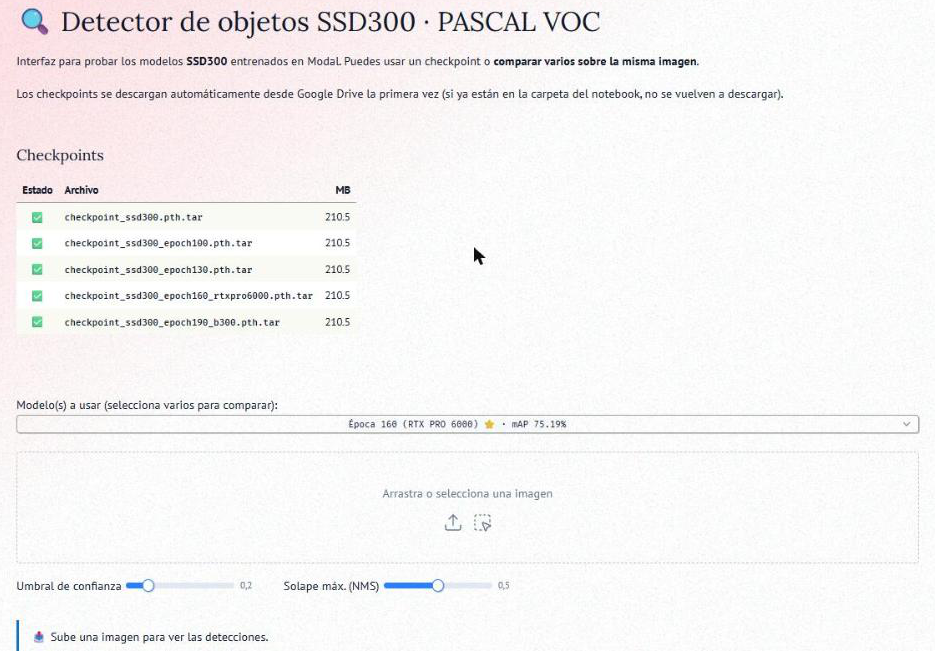 Detector de objetos SSD300 · PASCAL VOC
Interfaz para probar los modelos SSD300 entrenados en Modal. Puedes usar un checkpoint o comparar varios sobre la misma imagen.
Los checkpoints se descargan automáticamente desde Google Drive la primera vez (si ya están en la carpeta del notebook, no se vuelven a descargar).
Checkpoints
Estado Archivo MB
checkpoint_ssd300.pth.tar 210.5
checkpoint_ssd300_epoch100.pth.tar 210.5
checkpoint_ssd300_epoch130.pth.tar 210.5
checkpoint_ssd300_epoch160_rtxpro6000.pth.tar 210.5
checkpoint_ssd300_epoch190_b300.pth.tar 210.5
Modelo(s) a usar (selecciona varios para comparar):
Época 160 (RTX PRO 6000) ⭐ · mAP 75.19%
Arrastra o selecciona una imagen
Umbral de confianza 0,2 Solape máx. (NMS) 0,5
Sube una imagen para ver las detecciones.